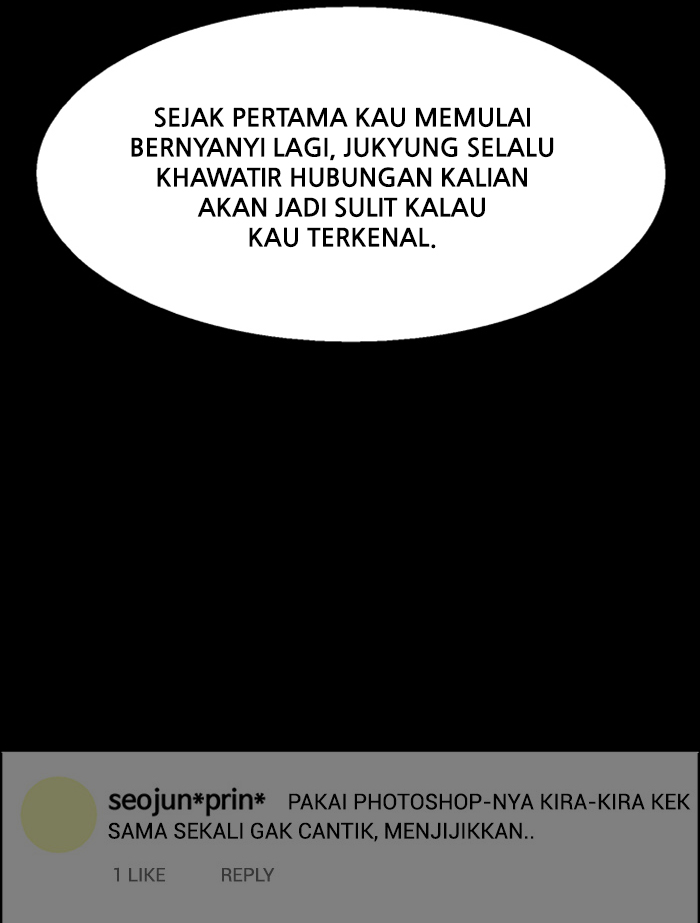 SEJAK PERTAMA KAU MEMULAI
BERNYANYI LAGI, JUKYUNG SELALU
KHAWATIR HUBUNGAN KALIAN
AKAN JADI SULIT KALAU
KAU TERKENAL.
seojun*prin* PAKAI PHOTOSHOP-NYA KIRA-KIRA KEK
SAMA SEKALI GAK CANTIK, MENJIJIKKAN..
1 LIKE REPLY